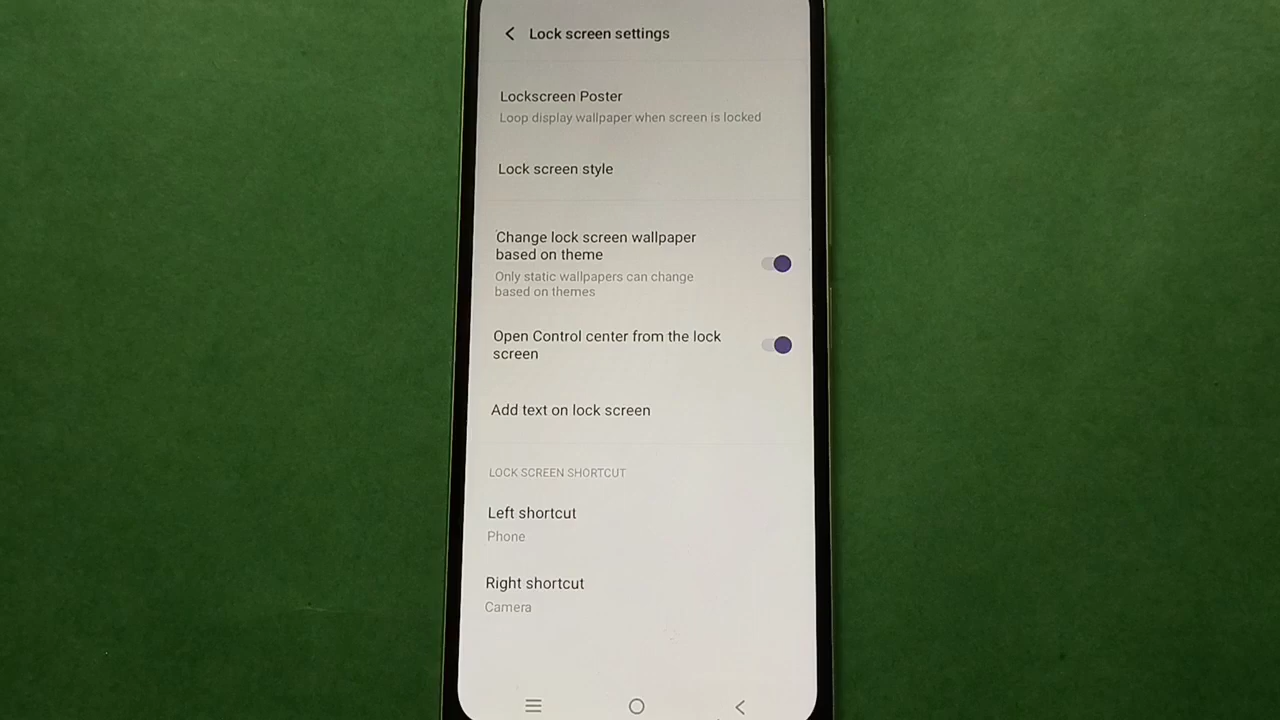 Lock screen settings
Lockscreen Poster
Loop display wallpaper when screen is locked
Lock screen style
Change lock screen wallpaper
based on theme
Only static wallpapers can change
based on themes
Open Control center from the lock
screen
Add text on lock screen
LOCK SCREEN SHORTCUT
Left shortcut
Phone
Right shortcut
Camera